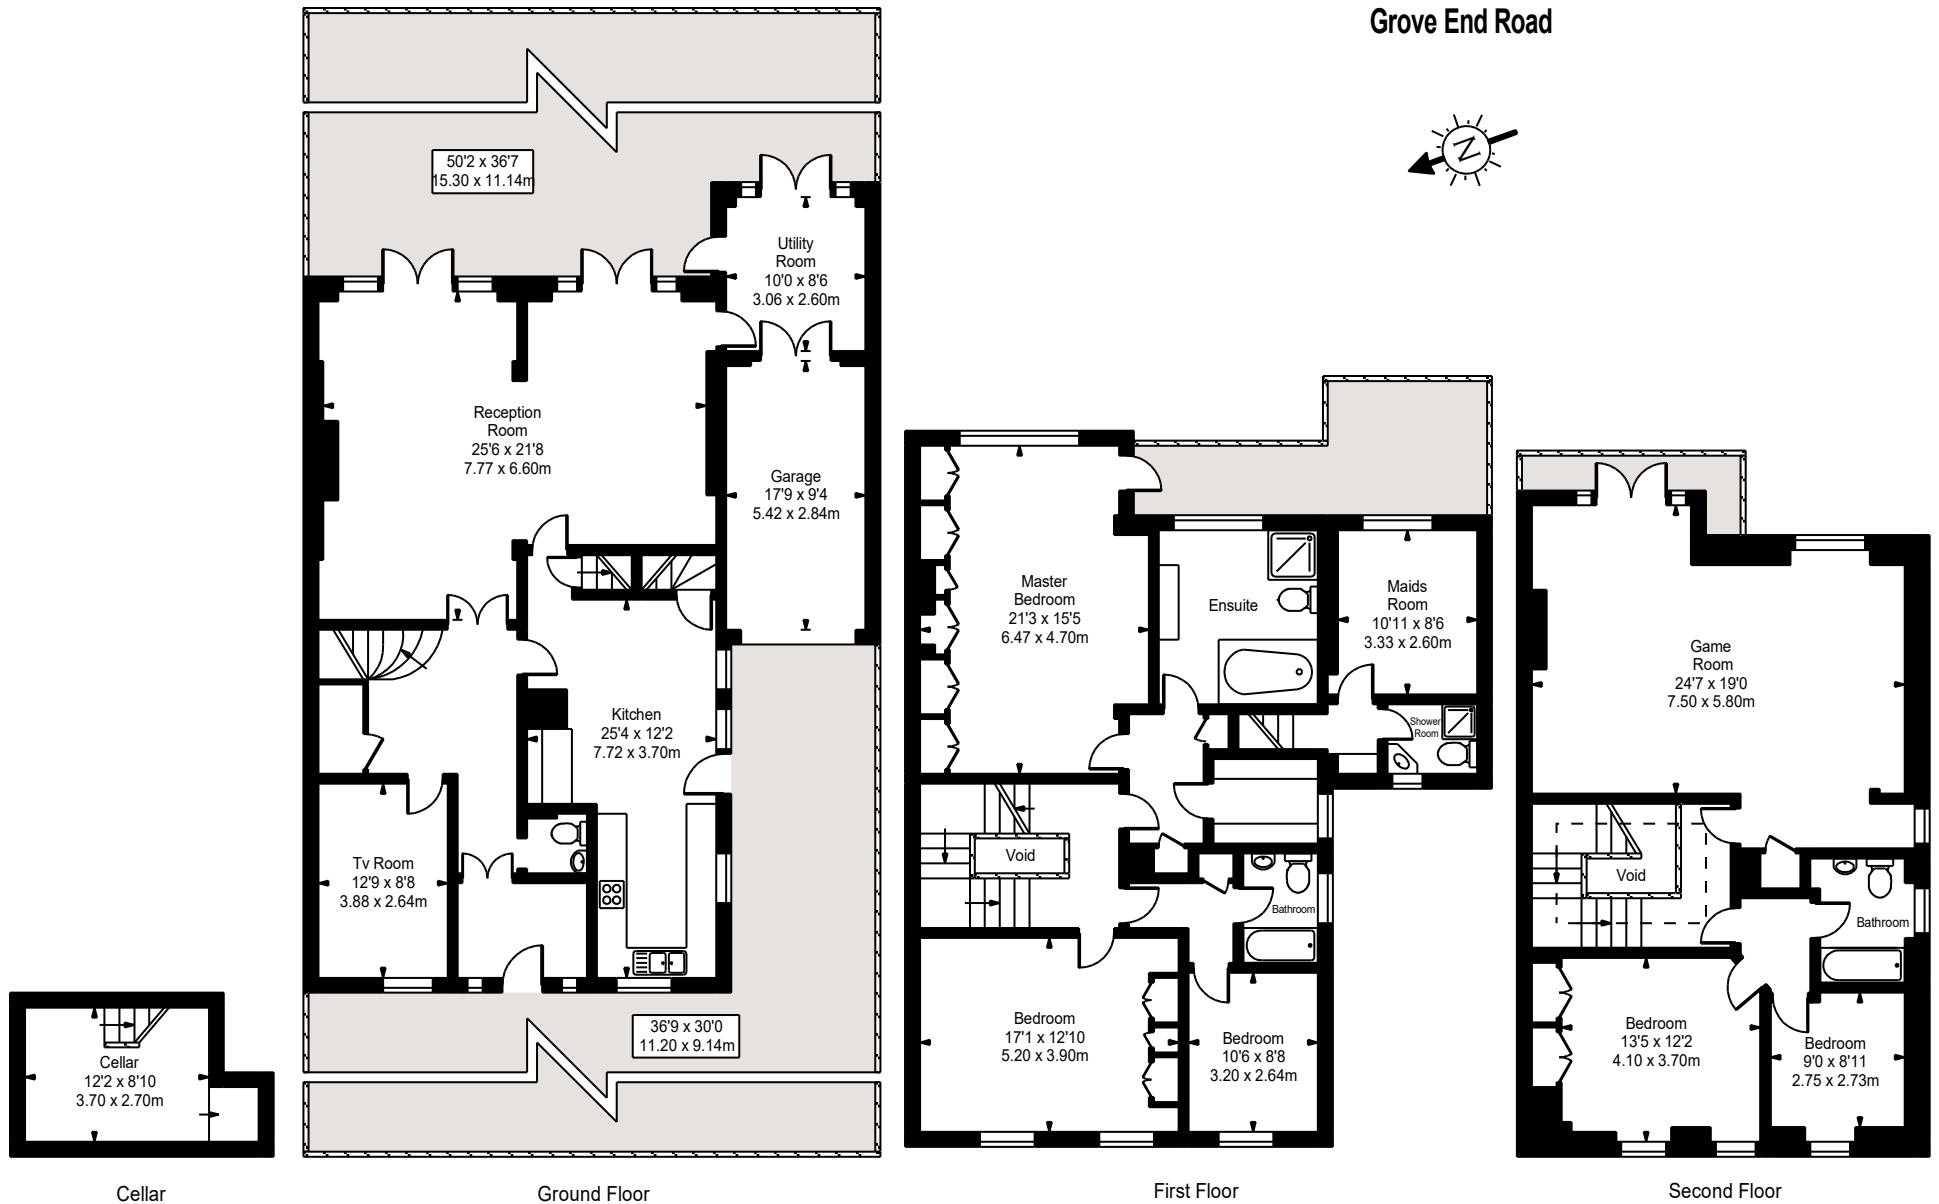 Grove End Road
N
50'2 x 36'7
15.30 x 11.14m
Utility
Room
10'0 x 8'6
3.06 x 2.60m
Reception
Room
25'6 x 21'8
7.77 x 6.60m
Garage
17'9 x 9'4
5.42 x 2.84m
Kitchen
25'4 x 12'2
7.72 x 3.70m
Tv Room
12'9 x 8'8
3.88 x 2.64m
36'9 x 30'0
11.20 x 9.14m
Cellar
12'2 x 8'10
3.70 x 2.70m
Master
Bedroom
21'3 x 15'5
6.47 x 4.70m
Ensuite
Maids
Room
10'11 x 8'6
3.33 x 2.60m
Shower
Room
Void
Bathroom
Bedroom
17'1 x 12'10
5.20 x 3.90m
Bedroom
10'6 x 8'8
3.20 x 2.64m
Game
Room
24'7 x 19'0
7.50 x 5.80m
Void
Bathroom
Bedroom
13'5 x 12'2
4.10 x 3.70m
Bedroom
9'0 x 8'11
2.75 x 2.73m
Cellar
Ground Floor
First Floor
Second Floor